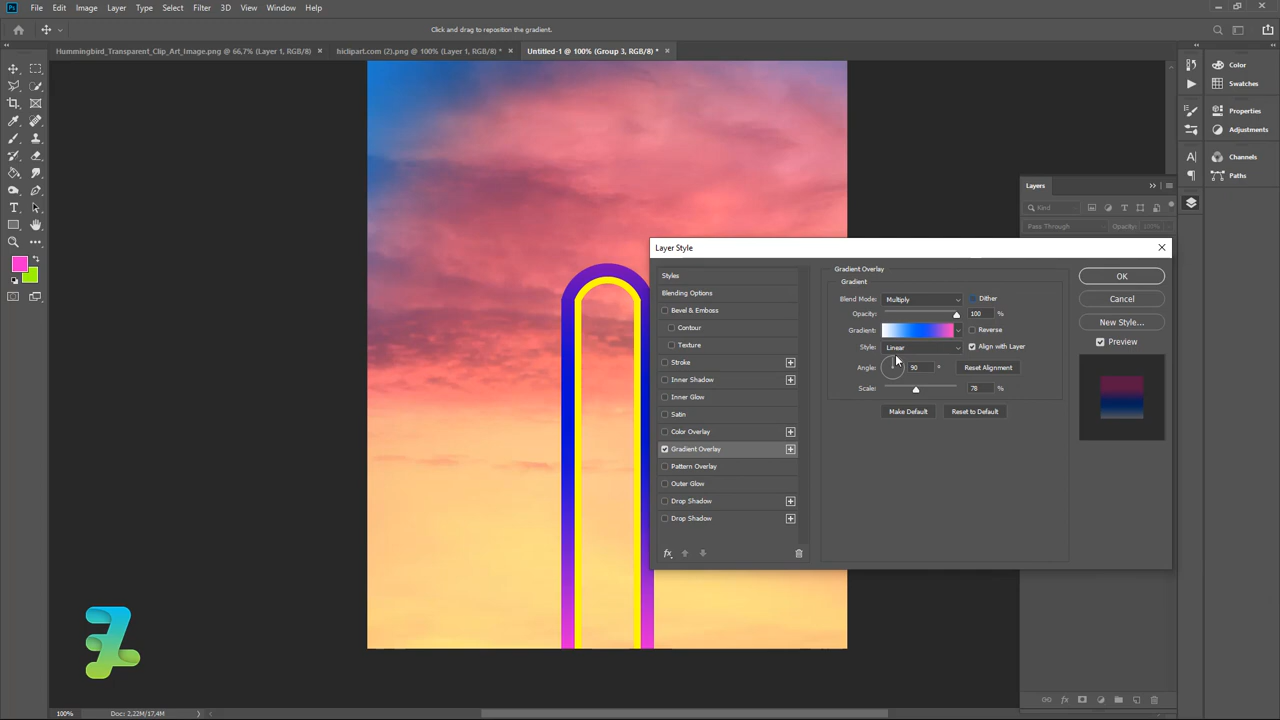 Ps File Edit Image Layer Type Select Filter 3D View Window Help
Click and drag to reposition the gradient.
Hummingbird_Transparent_Clip_Art_Image.png @ 66,7% (Layer 1, RGB/8) × hiclipart.com (2).png @ 100% (Layer 1, RGB/8) * × Untitled-1 @ 100% (Group 3, RGB/8) * ×
Color
Swatches
Properties
Adjustments
Channels
Paths
Layers
Kind
Pass Through Opacity: 100%
Layer Style
Styles
Blending Options
Bevel & Emboss
Contour
Texture
Stroke
Inner Shadow
Inner Glow
Satin
Color Overlay
Gradient Overlay
Pattern Overlay
Outer Glow
Drop Shadow
Drop Shadow
fx
Gradient Overlay
Gradient
Blend Mode: Multiply Dither
Opacity: 100 %
Gradient: Reverse
Style: Linear Align with Layer
Angle: 90 ° Reset Alignment
Scale: 78 %
Make Default Reset to Default
OK
Cancel
New Style...
Preview
100% Doc: 2,22M/17,4M